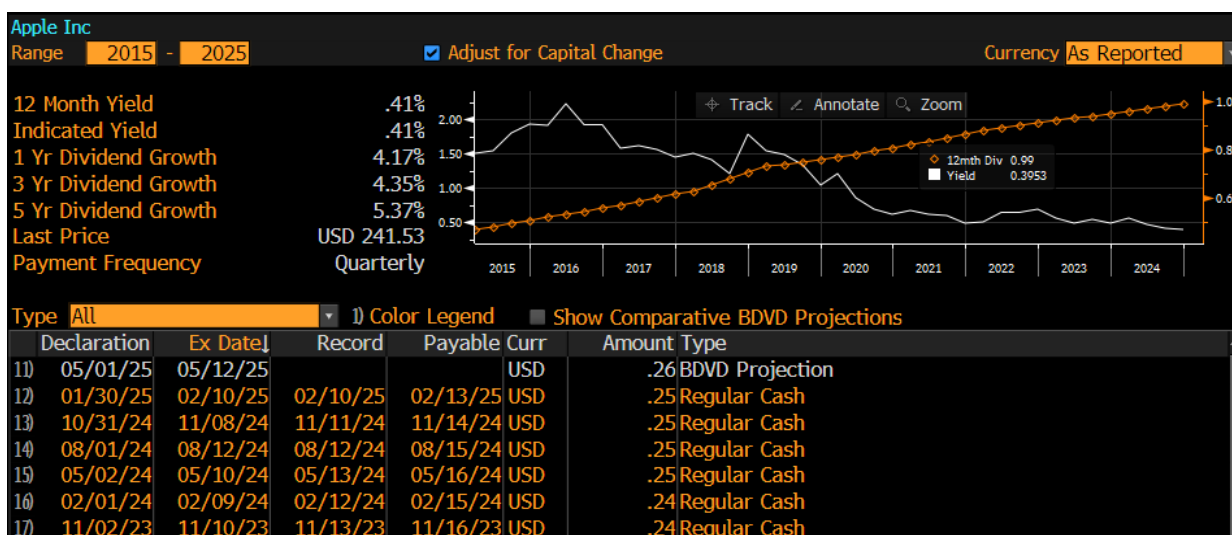 Apple Inc
Range 2015 - 2025 Adjust for Capital Change Currency As Reported
12 Month Yield .41%
Indicated Yield .41%
1 Yr Dividend Growth 4.17%
3 Yr Dividend Growth 4.35%
5 Yr Dividend Growth 5.37%
Last Price USD 241.53
Payment Frequency Quarterly
Track Annotate Zoom
2.00
1.50
1.00
0.50
1.0
0.8
0.6
12mth Div 0.99
Yield 0.3953
2015 2016 2017 2018 2019 2020 2021 2022 2023 2024
Type All 1) Color Legend Show Comparative BDVD Projections
Declaration Ex Date↓ Record Payable Curr Amount Type
11) 05/01/25 05/12/25 USD .26 BDVD Projection
12) 01/30/25 02/10/25 02/10/25 02/13/25 USD .25 Regular Cash
13) 10/31/24 11/08/24 11/11/24 11/14/24 USD .25 Regular Cash
14) 08/01/24 08/12/24 08/12/24 08/15/24 USD .25 Regular Cash
15) 05/02/24 05/10/24 05/13/24 05/16/24 USD .25 Regular Cash
16) 02/01/24 02/09/24 02/12/24 02/15/24 USD .24 Regular Cash
17) 11/02/23 11/10/23 11/13/23 11/16/23 USD .24 Regular Cash